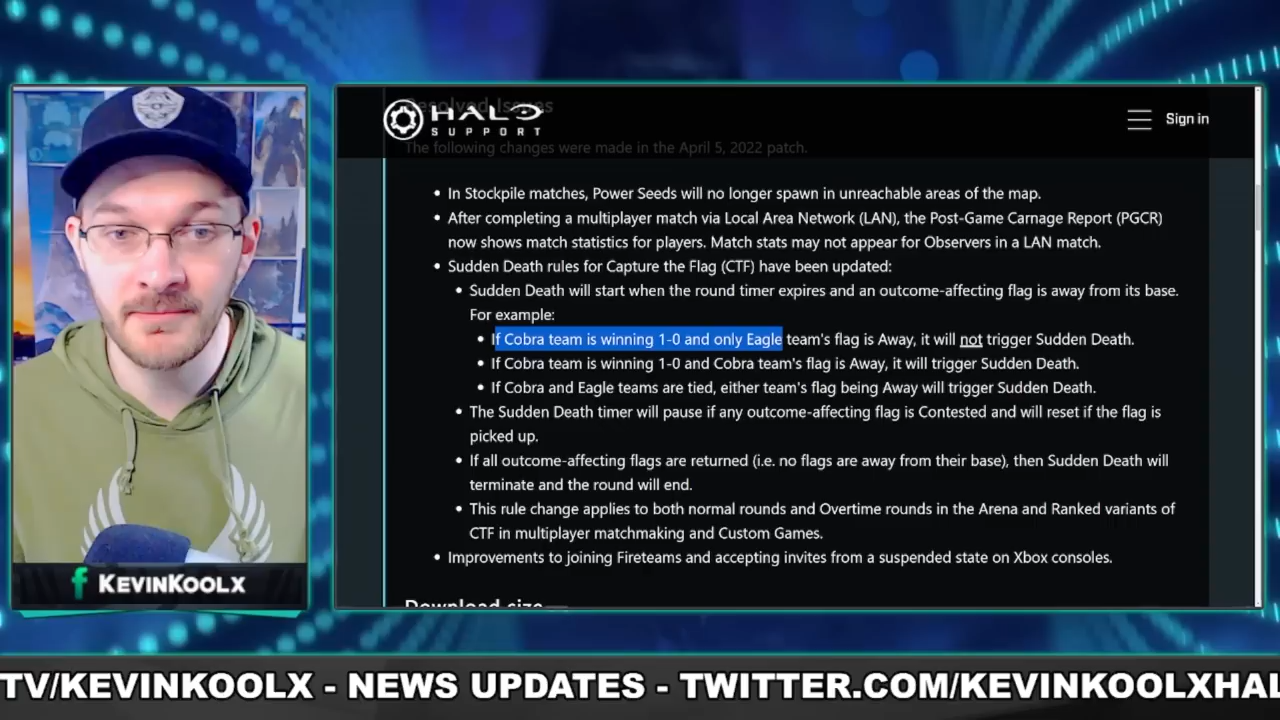 Resolved Issues
HALO
SUPPORT
Sign in
The following changes were made in the April 5, 2022 patch.
• In Stockpile matches, Power Seeds will no longer spawn in unreachable areas of the map.
• After completing a multiplayer match via Local Area Network (LAN), the Post-Game Carnage Report (PGCR)
now shows match statistics for players. Match stats may not appear for Observers in a LAN match.
• Sudden Death rules for Capture the Flag (CTF) have been updated:
• Sudden Death will start when the round timer expires and an outcome-affecting flag is away from its base.
For example:
• If Cobra team is winning 1-0 and only Eagle team's flag is Away, it will not trigger Sudden Death.
• If Cobra team is winning 1-0 and Cobra team's flag is Away, it will trigger Sudden Death.
• If Cobra and Eagle teams are tied, either team's flag being Away will trigger Sudden Death.
• The Sudden Death timer will pause if any outcome-affecting flag is Contested and will reset if the flag is
picked up.
• If all outcome-affecting flags are returned (i.e. no flags are away from their base), then Sudden Death will
terminate and the round will end.
• This rule change applies to both normal rounds and Overtime rounds in the Arena and Ranked variants of
CTF in multiplayer matchmaking and Custom Games.
• Improvements to joining Fireteams and accepting invites from a suspended state on Xbox consoles.
Download size
f KEVINKOOLX
TV/KEVINKOOLX - NEWS UPDATES - TWITTER.COM/KEVINKOOLXHAL